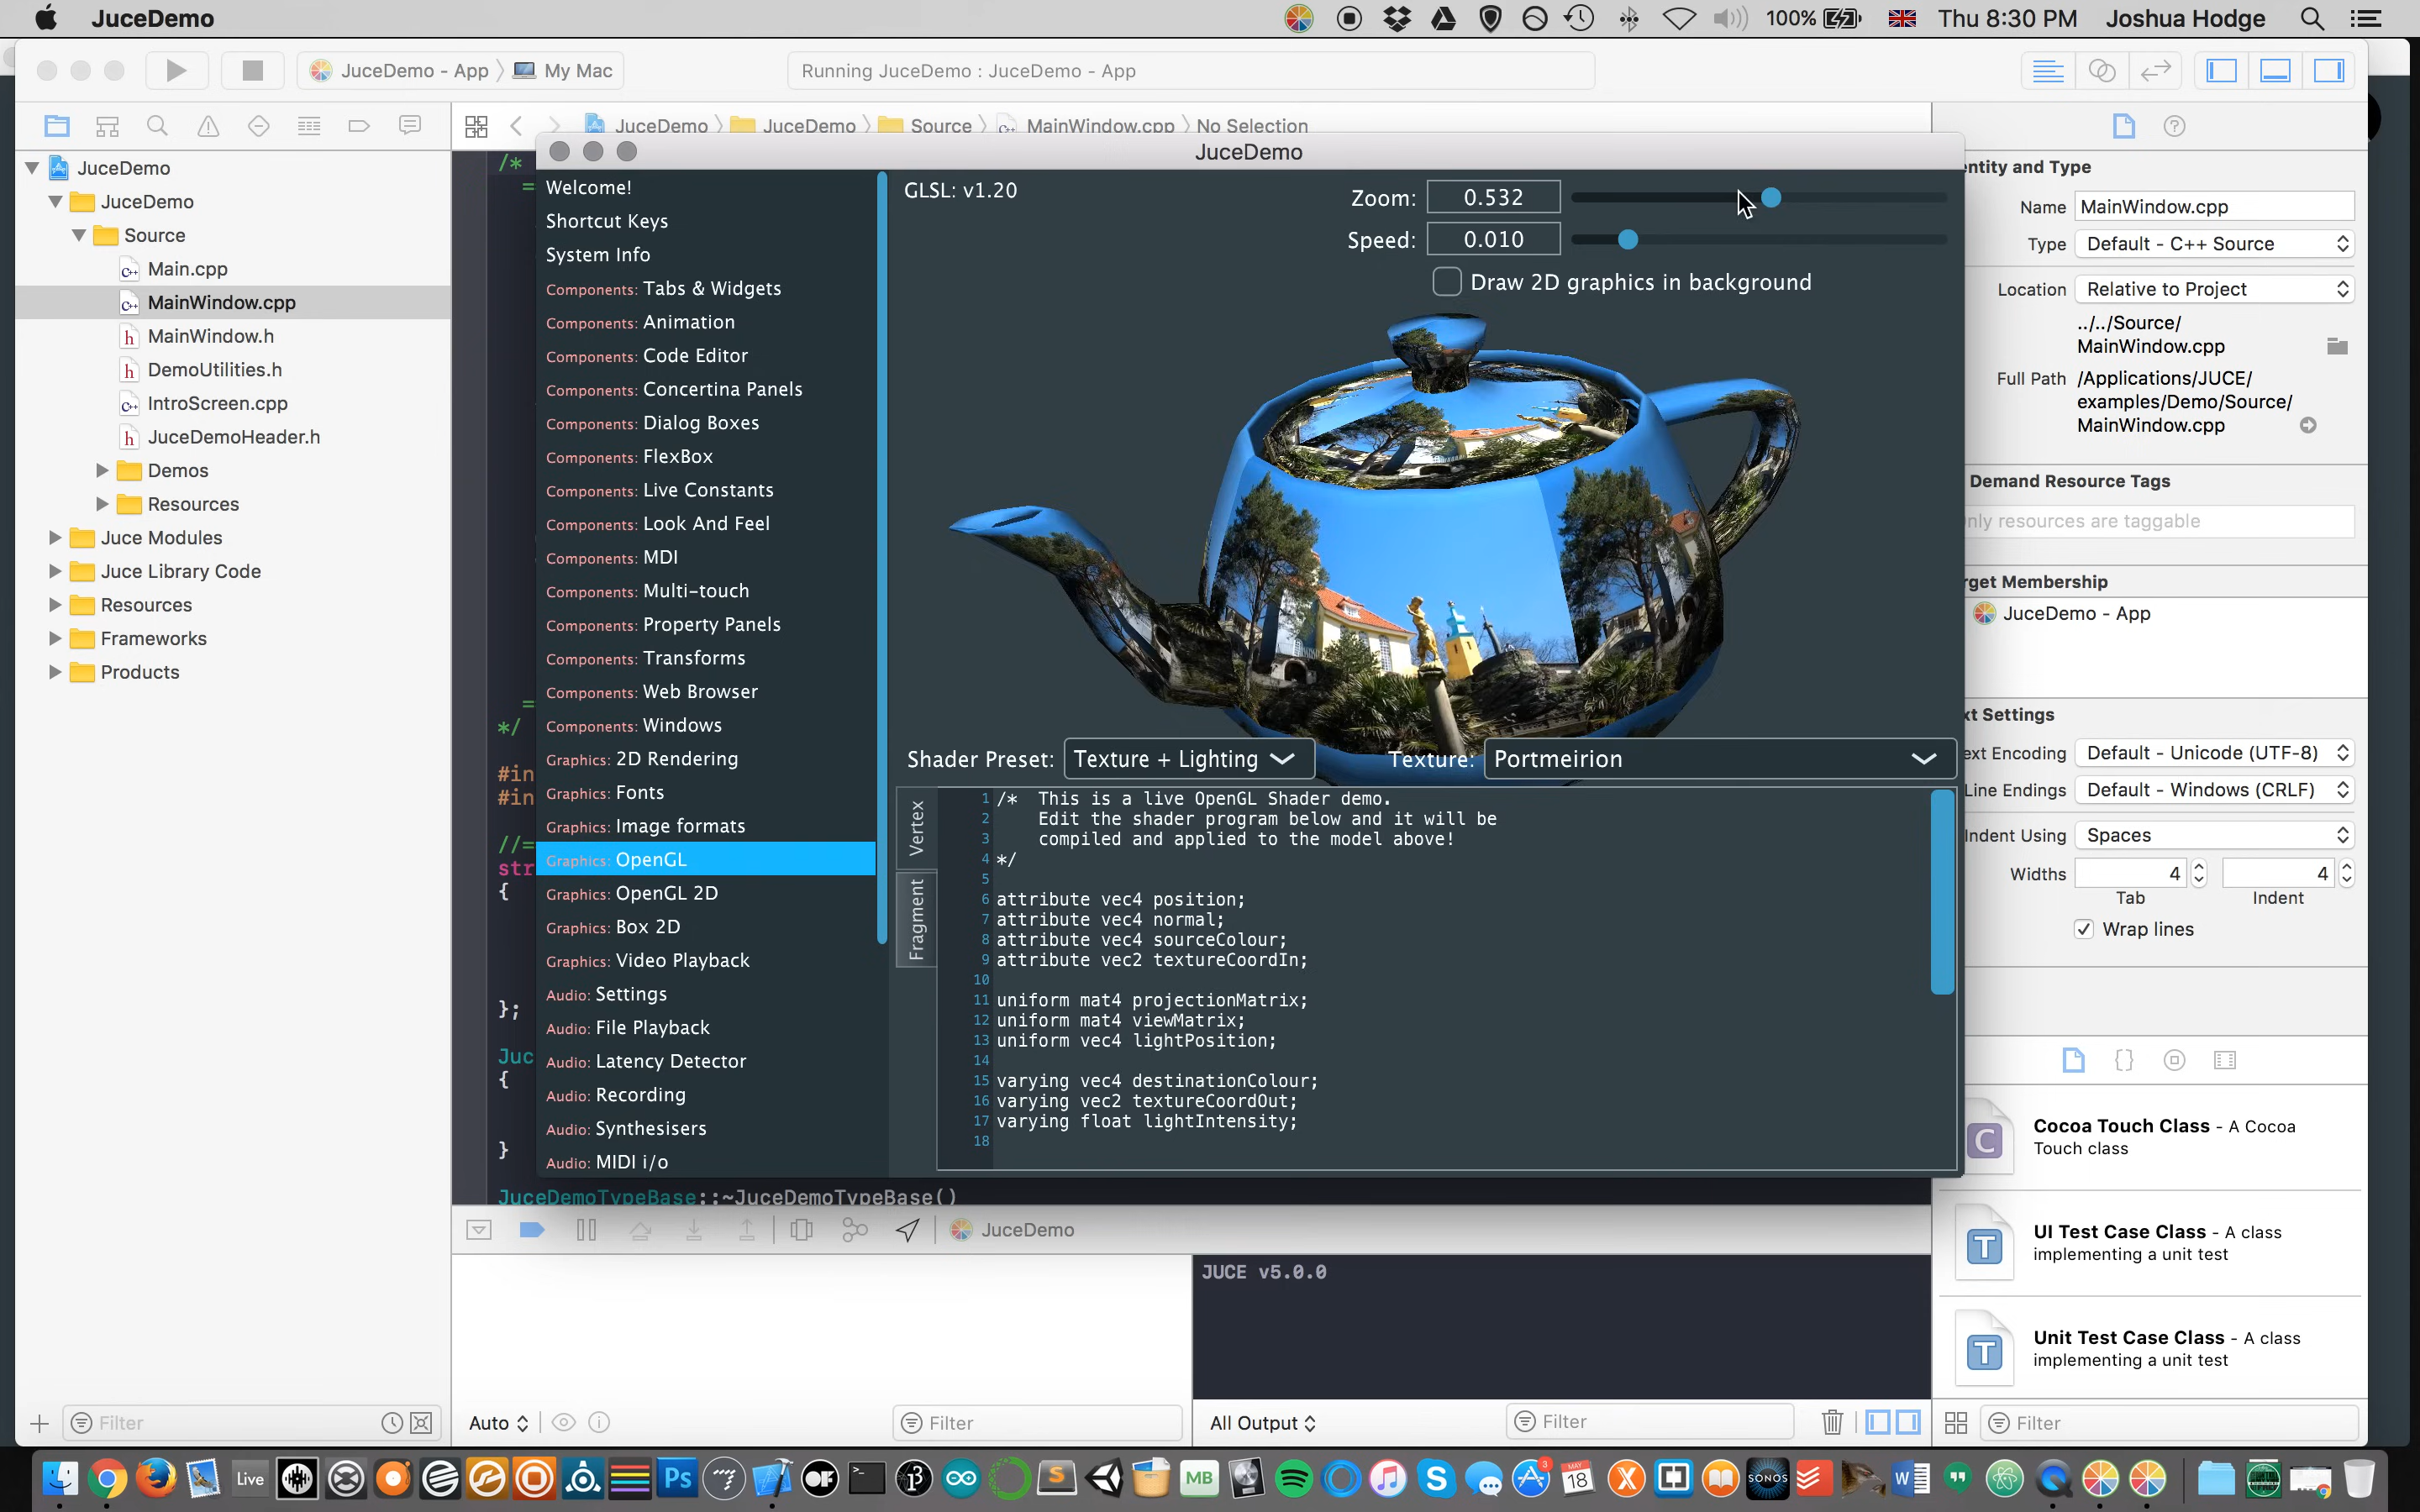 JucDemo
JuceDemo
100%
Thu 8:30 PM
Joshua Hodge
JuceDemo - App
My Mac
Running JuceDemo : JuceDemo - App
JuceDemo
JuceDemo
Source
MainWindow.cpp
No Selection
JuceDemo
JuceDemo
Source
Main.cpp
MainWindow.cpp
MainWindow.h
DemoUtilities.h
IntroScreen.cpp
JuceDemoHeader.h
Demos
Resources
Juce Modules
Juce Library Code
Resources
Frameworks
Products
Filter
/*
=
=
*/
#in
#in
//=
str
{
};
Juc
{
}
JuceDemoTypeBase::~JuceDemoTypeBase()
JuceDemo
Welcome!
Shortcut Keys
System Info
Components: Tabs & Widgets
Components: Animation
Components: Code Editor
Components: Concertina Panels
Components: Dialog Boxes
Components: FlexBox
Components: Live Constants
Components: Look And Feel
Components: MDI
Components: Multi-touch
Components: Property Panels
Components: Transforms
Components: Web Browser
Components: Windows
Graphics: 2D Rendering
Graphics: Fonts
Graphics: Image formats
Graphics: OpenGL
Graphics: OpenGL 2D
Graphics: Box 2D
Graphics: Video Playback
Audio: Settings
Audio: File Playback
Audio: Latency Detector
Audio: Recording
Audio: Synthesisers
Audio: MIDI i/o
GLSL: v1.20
Zoom: 0.532
Speed: 0.010
Draw 2D graphics in background
Shader Preset: Texture + Lighting
Texture: Portmeirion
Vertex
Fragment
1 /*  This is a live OpenGL Shader demo.
2     Edit the shader program below and it will be
3     compiled and applied to the model above!
4 */
5
6 attribute vec4 position;
7 attribute vec4 normal;
8 attribute vec4 sourceColour;
9 attribute vec2 textureCoordIn;
10
11 uniform mat4 projectionMatrix;
12 uniform mat4 viewMatrix;
13 uniform vec4 lightPosition;
14
15 varying vec4 destinationColour;
16 varying vec2 textureCoordOut;
17 varying float lightIntensity;
18
JuceDemo
JUCE v5.0.0
Auto
Filter
All Output
Filter
entity and Type
Name MainWindow.cpp
Type Default - C++ Source
Location Relative to Project
../../Source/
MainWindow.cpp
Full Path /Applications/JUCE/
examples/Demo/Source/
MainWindow.cpp
Demand Resource Tags
nly resources are taggable
rget Membership
JuceDemo - App
xt Settings
ext Encoding Default - Unicode (UTF-8)
Line Endings Default - Windows (CRLF)
Indent Using Spaces
Widths 4 4
Tab Indent
Wrap lines
Cocoa Touch Class - A Cocoa
Touch class
UI Test Case Class - A class
implementing a unit test
Unit Test Case Class - A class
implementing a unit test
Filter
Live
Ps
OF
S
MB
3
MAY
18
SONOS
W